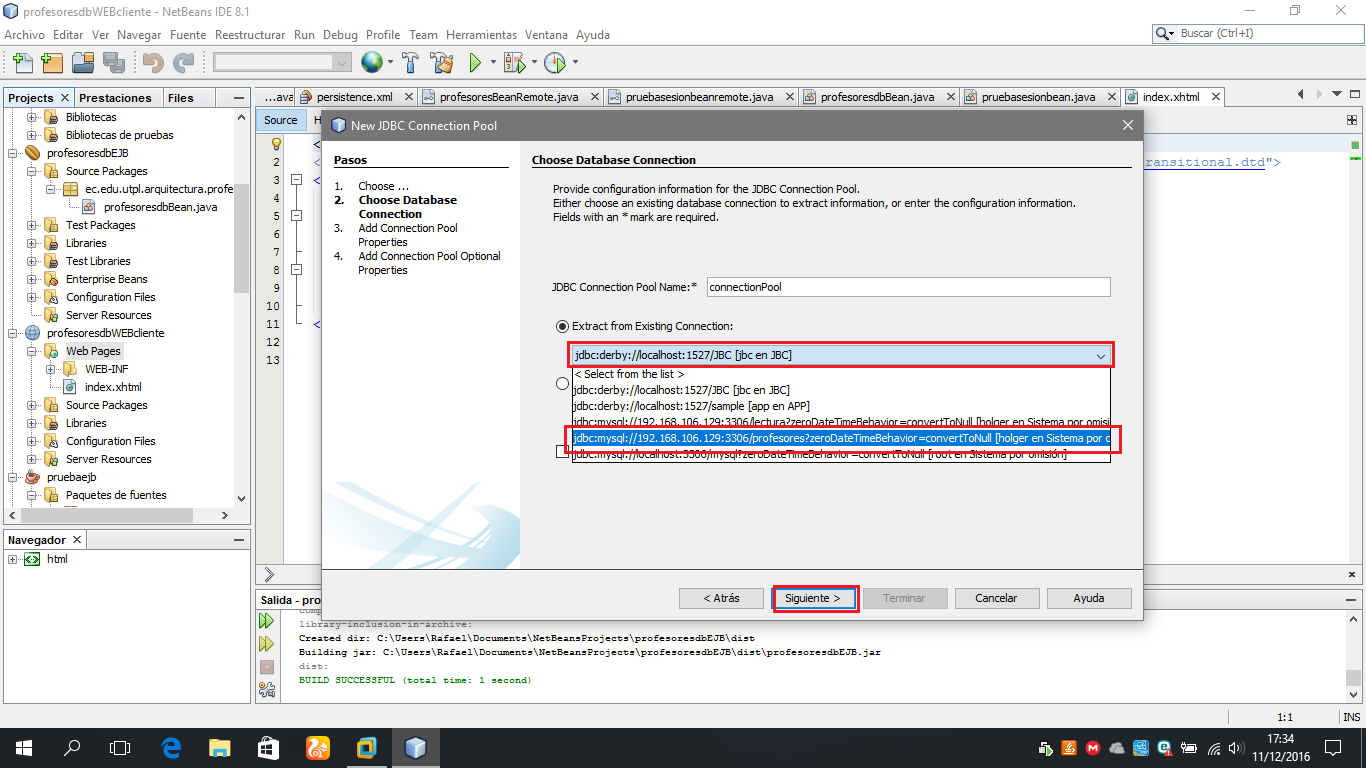 profesoresdbWEBcliente - NetBeans IDE 8.1
Archivo Editar Ver Navegar Fuente Reestructurar Run Debug Profile Team Herramientas Ventana Ayuda
Buscar (Ctrl+I)
Projects Prestaciones Files
...ava persistence.xml profesoresBeanRemote.java pruebasesionbeanremote.java profesoresdbBean.java pruebasesionbean.java index.xhtml
Bibliotecas
Bibliotecas de pruebas
profesoresdbEJB
Source Packages
ec.edu.utpl.arquitectura.profe
profesoresdbBean.java
Test Packages
Libraries
Test Libraries
Enterprise Beans
Configuration Files
Server Resources
profesoresdbWEBcliente
Web Pages
WEB-INF
index.xhtml
Source Packages
Libraries
Configuration Files
Server Resources
pruebaejb
Paquetes de fuentes
Navegador
html
Source H
1 <
2 < ransitional.dtd">
3 <
4
5
6
7
8
9
10
11 <
12
13
New JDBC Connection Pool
Pasos
1. Choose ...
2. Choose Database
Connection
3. Add Connection Pool
Properties
4. Add Connection Pool Optional
Properties
Choose Database Connection
Provide configuration information for the JDBC Connection Pool.
Either choose an existing database connection to extract information, or enter the configuration information.
Fields with an * mark are required.
JDBC Connection Pool Name:* connectionPool
Extract from Existing Connection:
jdbc:derby://localhost:1527/JBC [jbc en JBC]
< Select from the list >
jdbc:derby://localhost:1527/JBC [jbc en JBC]
jdbc:derby://localhost:1527/sample [app en APP]
jdbc:mysql://192.168.106.129:3306/lectura?zeroDateTimeBehavior=convertToNull [holger en Sistema por omisi
jdbc:mysql://192.168.106.129:3306/profesores?zeroDateTimeBehavior=convertToNull [holger en Sistema por o
jdbc:mysql://localhost:3306/mysql?zeroDateTimeBehavior=convertToNull [root en Sistema por omisión]
< Atrás Siguiente > Terminar Cancelar Ayuda
Salida - pro
library-inclusion-in-archive:
Created dir: C:\Users\Rafael\Documents\NetBeansProjects\profesoresdbEJB\dist
Building jar: C:\Users\Rafael\Documents\NetBeansProjects\profesoresdbEJB\dist\profesoresdbEJB.jar
dist:
BUILD SUCCESSFUL (total time: 1 second)
1:1 INS
17:34
11/12/2016